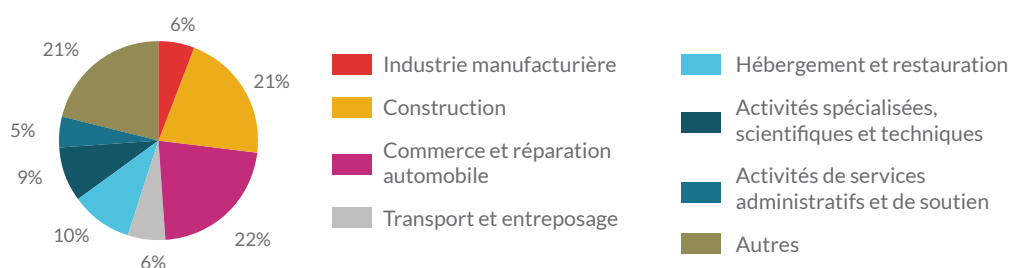 6%
21%
22%
6%
10%
9%
5%
21%
Industrie manufacturière
Construction
Commerce et réparation
automobile
Transport et entreposage
Hébergement et restauration
Activités spécialisées,
scientifiques et techniques
Activités de services
administratifs et de soutien
Autres